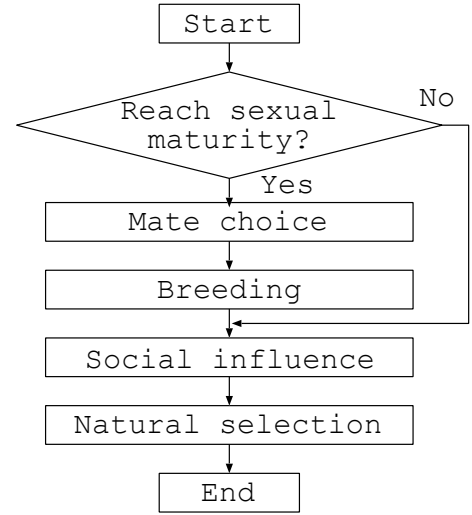 Start
Reach sexual
maturity?
No
Yes
Mate choice
Breeding
Social influence
Natural selection
End